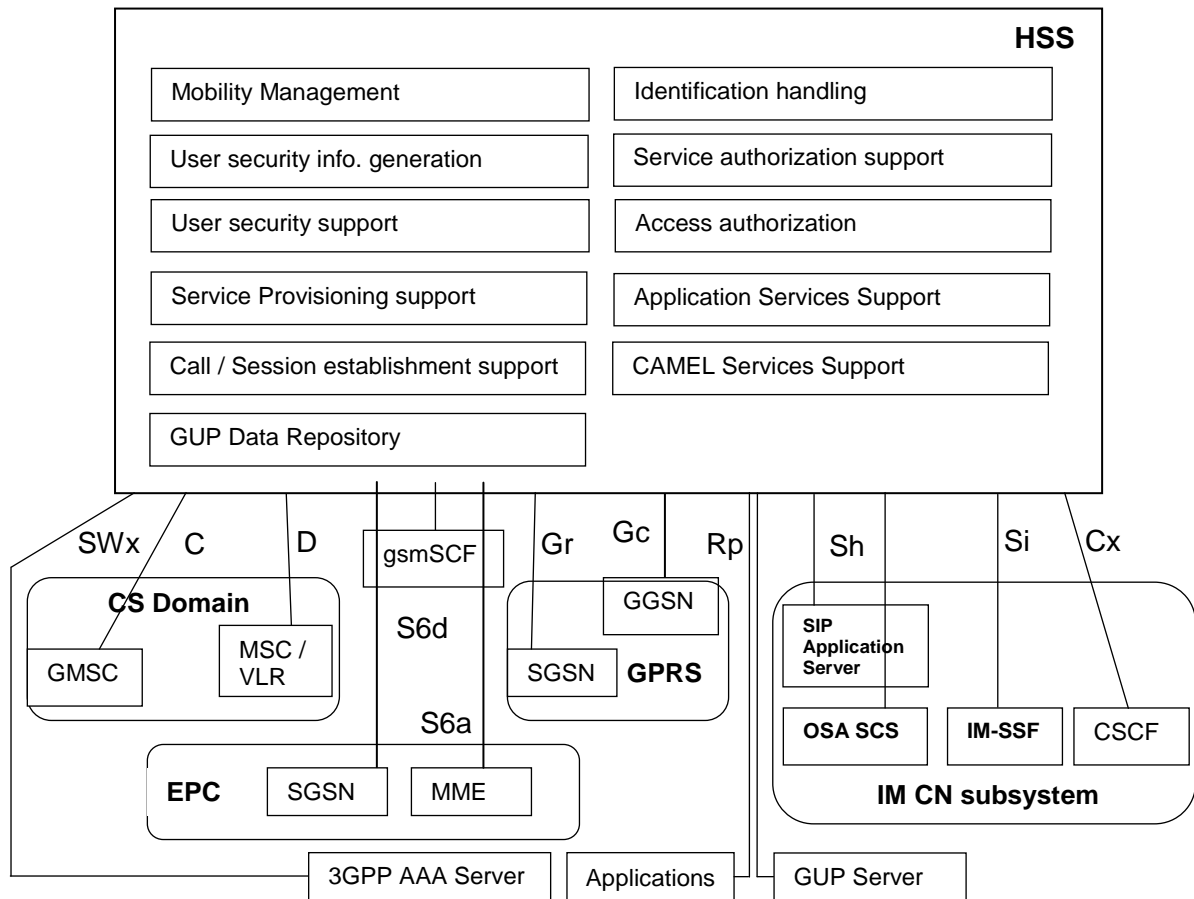 HSS
Mobility Management
Identification handling
User security info. generation
Service authorization support
User security support
Access authorization
Service Provisioning support
Application Services Support
Call / Session establishment support
CAMEL Services Support
GUP Data Repository
SWx
C
D
gsmSCF
Gr
Gc
Rp
Sh
Si
Cx
CS Domain
GMSC
MSC /
VLR
S6d
S6a
GGSN
SGSN
GPRS
SIP
Application
Server
OSA SCS
IM-SSF
CSCF
IM CN subsystem
EPC
SGSN
MME
3GPP AAA Server
Applications
GUP Server